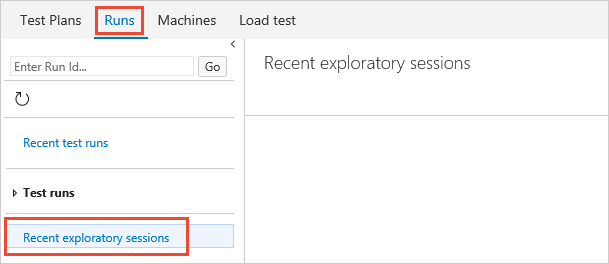 Test Plans Runs Machines Load test
Enter Run Id... Go
Recent exploratory sessions
Recent test runs
Test runs
Recent exploratory sessions